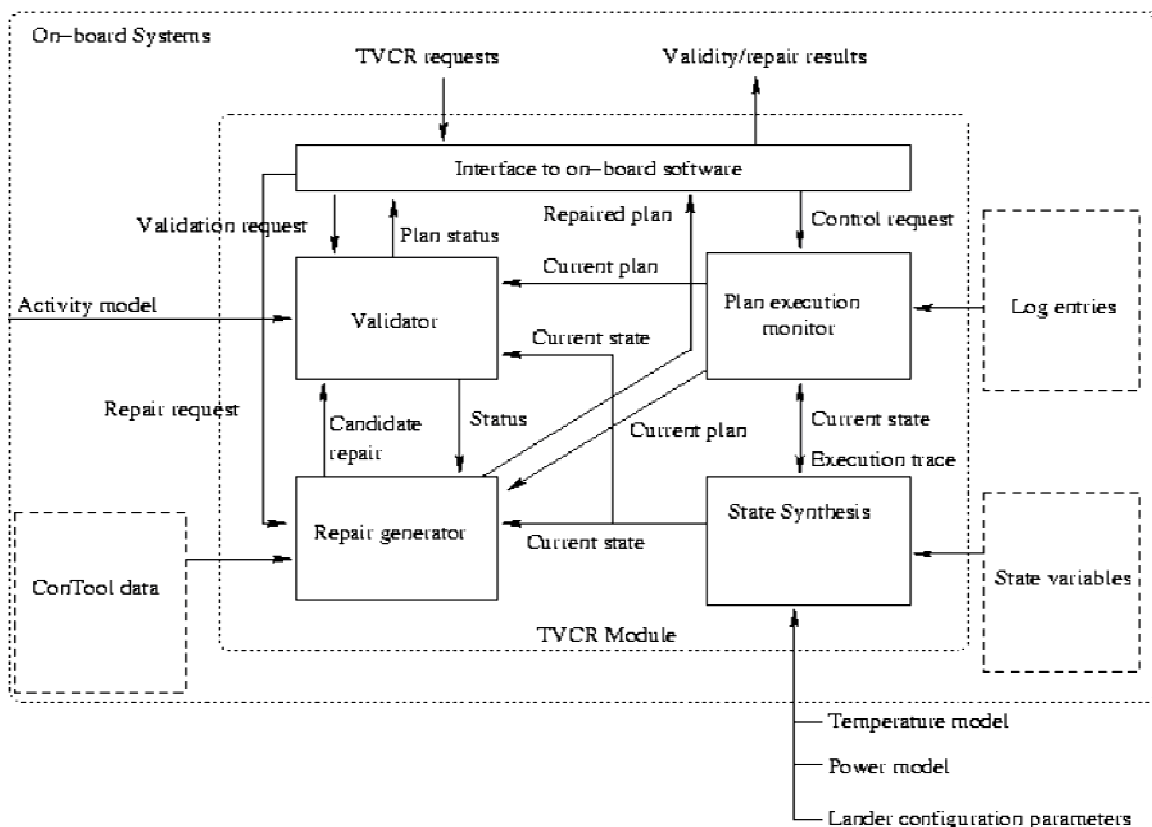 On-board Systems
TVCR requests
Validity/repair results
Interface to on-board software
Validation request
Plan status
Repaired plan
Control request
Current plan
Activity model
Validator
Plan execution
monitor
Log entries
Current state
Repair request
Candidate
repair
Status
Current plan
Current state
Execution trace
State Synthesis
Repair generator
Current state
ConTool data
State variables
TVCR Module
Temperature model
Power model
Lander configuration parameters